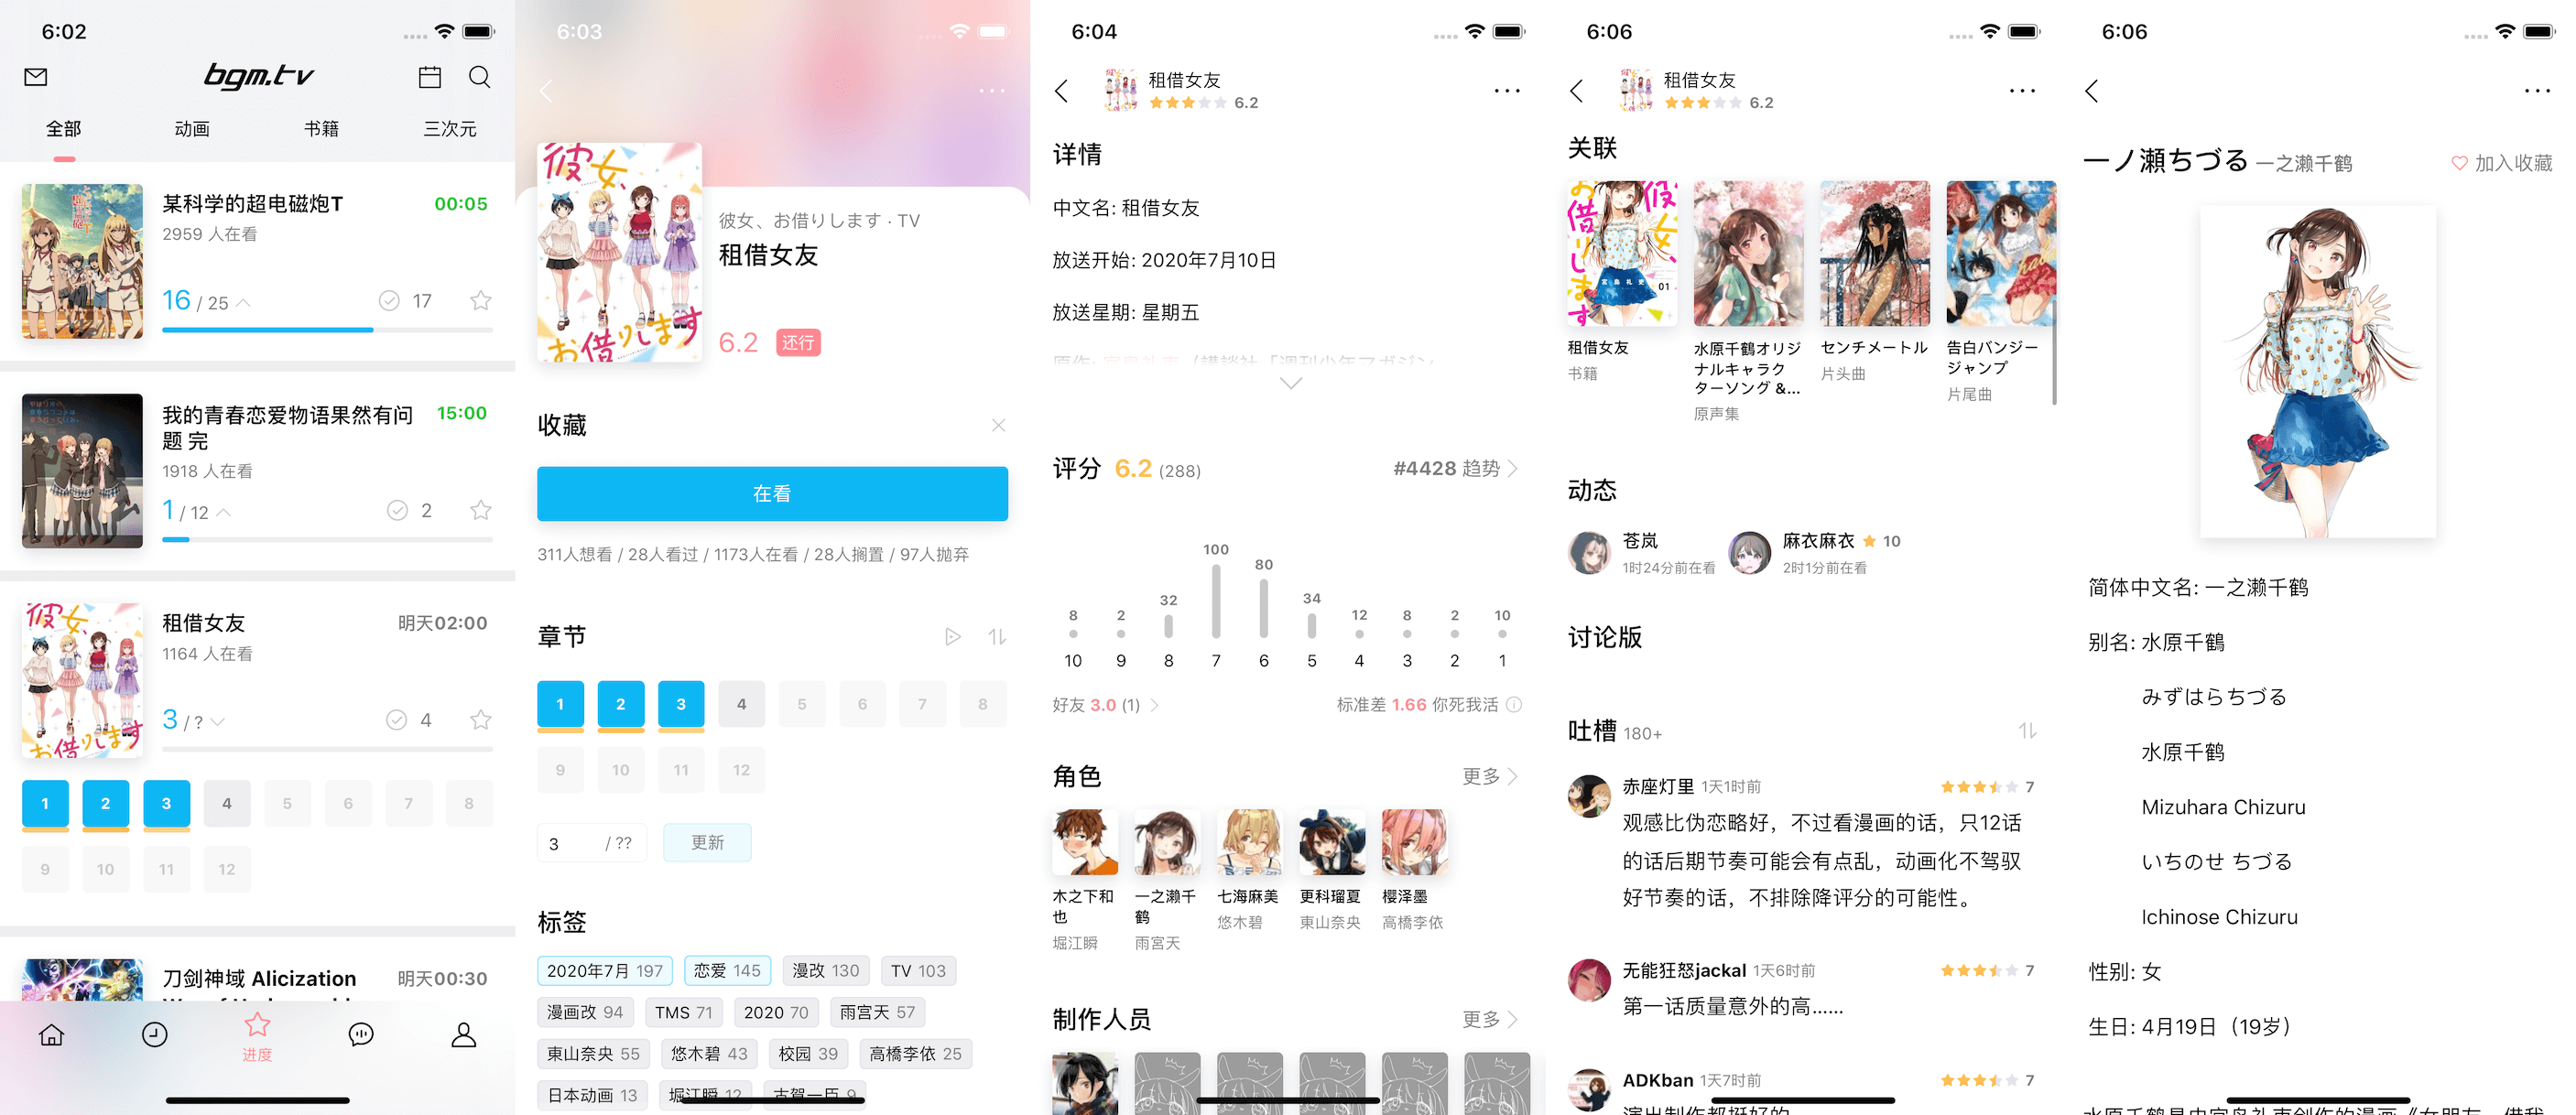 6:02
bgm.tv
全部
动画
书籍
三次元
某科学的超电磁炮T
00:05
2959 人在看
16 / 25
17
我的青春恋爱物语果然有问
题 完
15:00
1918 人在看
1 / 12
2
租借女友
明天02:00
1164 人在看
3 / ?
4
1 2 3 4 5 6 7 8
9 10 11 12
刀剑神域 Alicization
明天00:30
进度
6:03
彼女、お借りします
彼女、お借りします · TV
租借女友
6.2 还行
收藏
在看
311人想看 / 28人看过 / 1173人在看 / 28人搁置 / 97人抛弃
章节
1 2 3 4 5 6 7 8
9 10 11 12
3 / ??
更新
标签
2020年7月 197 恋爱 145 漫改 130 TV 103
漫画改 94 TMS 71 2020 70 雨宫天 57
東山奈央 55 悠木碧 43 校园 39 高橋李依 25
日本动画 13 堀江瞬 12 古賀一臣 9
6:04
租借女友
6.2
详情
中文名: 租借女友
放送开始: 2020年7月10日
放送星期: 星期五
评分 6.2 (288)
#4428 趋势
8 2 32 100 80 34 12 8 2 10
10 9 8 7 6 5 4 3 2 1
好友 3.0 (1)
标准差 1.66 你死我活
角色
更多
木之下和
也
堀江瞬
一之濑千
鹤
雨宮天
七海麻美
悠木碧
更科瑠夏
東山奈央
樱泽墨
高橋李依
制作人员
更多
6:06
租借女友
6.2
关联
租借女友
书籍
水原千鶴オリジ
ナルキャラク
ターソング &...
原声集
センチメートル
片头曲
告白バンジー
ジャンプ
片尾曲
动态
苍岚
1时24分前在看
麻衣麻衣 10
2时1分前在看
讨论版
吐槽 180+
赤座灯里 1天1时前
7
观感比伪恋略好，不过看漫画的话，只12话
的话后期节奏可能会有点乱，动画化不驾驭
好节奏的话，不排除降评分的可能性。
无能狂怒jackal 1天6时前
7
第一话质量意外的高……
ADKban 1天7时前
7
6:06
一ノ瀬ちづる 一之濑千鹤
加入收藏
简体中文名: 一之濑千鹤
别名: 水原千鹤
みずはらちづる
水原千鶴
Mizuhara Chizuru
いちのせ ちづる
Ichinose Chizuru
性别: 女
生日: 4月19日（19岁）